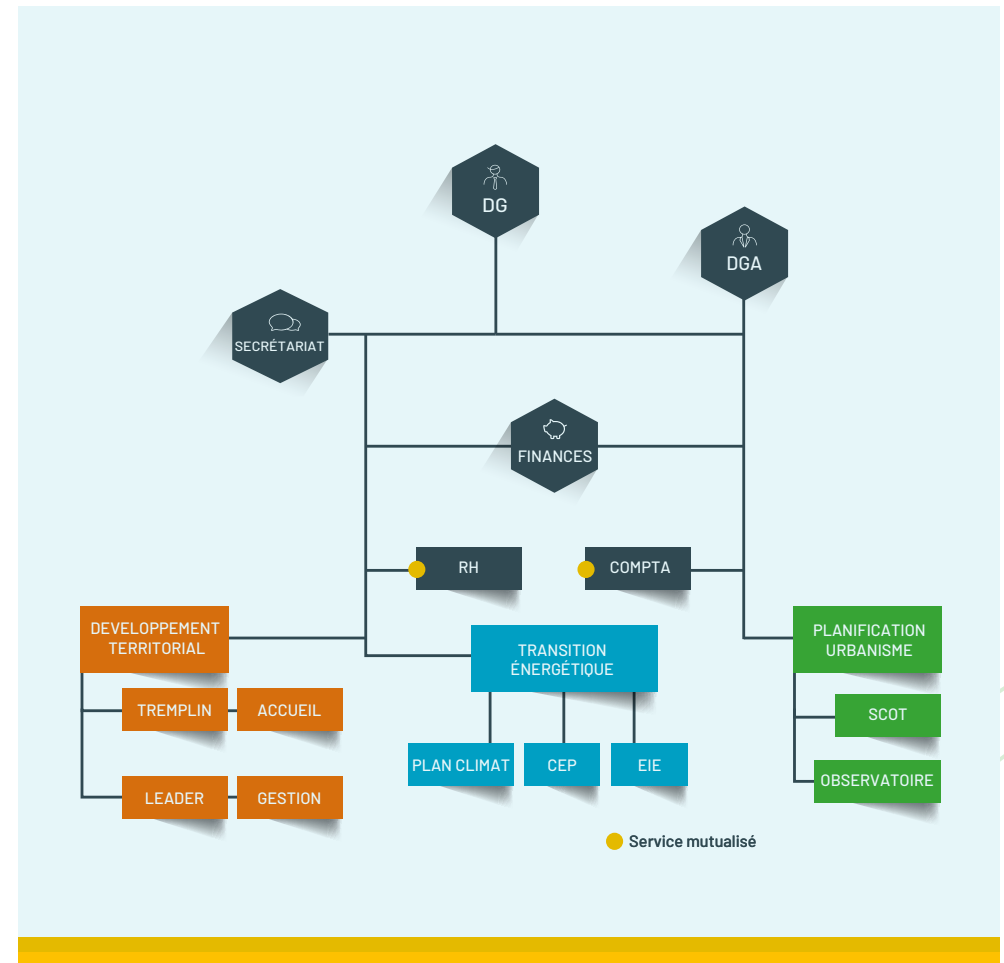 DG
DGA
SECRÉTARIAT
FINANCES
RH
COMPTA
DEVELOPPEMENT
TERRITORIAL
TRANSITION
ÉNERGÉTIQUE
PLANIFICATION
URBANISME
TREMPLIN
ACCUEIL
SCOT
PLAN CLIMAT
CEP
EIE
OBSERVATOIRE
LEADER
GESTION
Service mutualisé